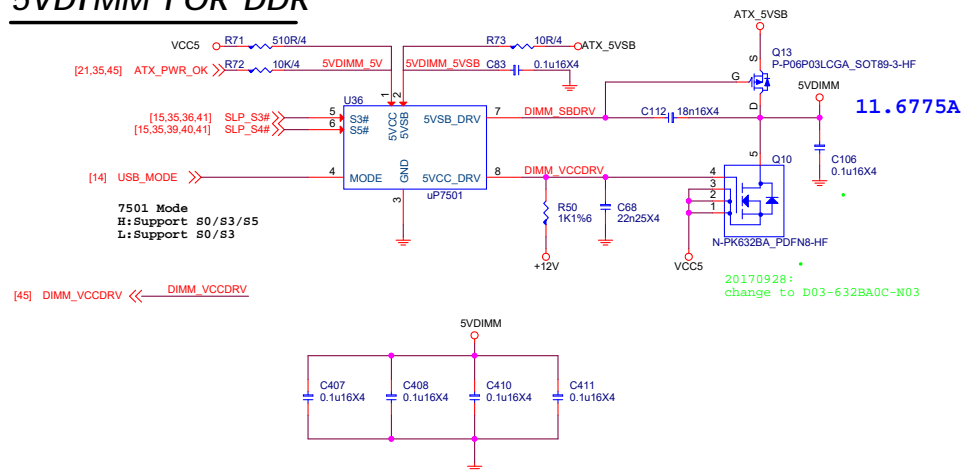 5VDIMM FOR DDR
ATX_5VSB
VCC5 R71 510R/4 R73 10R/4 ATX_5VSB
Q13
P-P06P03LCGA_SOT89-3-HF
[21,35,45] ATX_PWR_OK R72 10K/4 5VDIMM_5V 5VDIMM_5VSB C83 0.1u16X4
S
G
D
5VDIMM
11.6775A
1 2
U36
[15,35,36,41] SLP_S3# 5 S3# 5VCC 5VSB 5VSB_DRV 7 DIMM_SBDRV C112 18n16X4
[15,35,39,40,41] SLP_S4# 6 S5#
C106
0.1u16X4
[14] USB_MODE 4 MODE GND 5VCC_DRV 8 DIMM_VCCDRV 4 5 Q10
3
2
1
3
uP7501
R50
1K1%6
C68
22n25X4
7501 Mode
H:Support S0/S3/S5
L:Support S0/S3
N-PK632BA_PDFN8-HF
+12V
VCC5
20170928:
change to D03-632BA0C-N03
[45] DIMM_VCCDRV DIMM_VCCDRV
5VDIMM
C407
0.1u16X4
C408
0.1u16X4
C410
0.1u16X4
C411
0.1u16X4